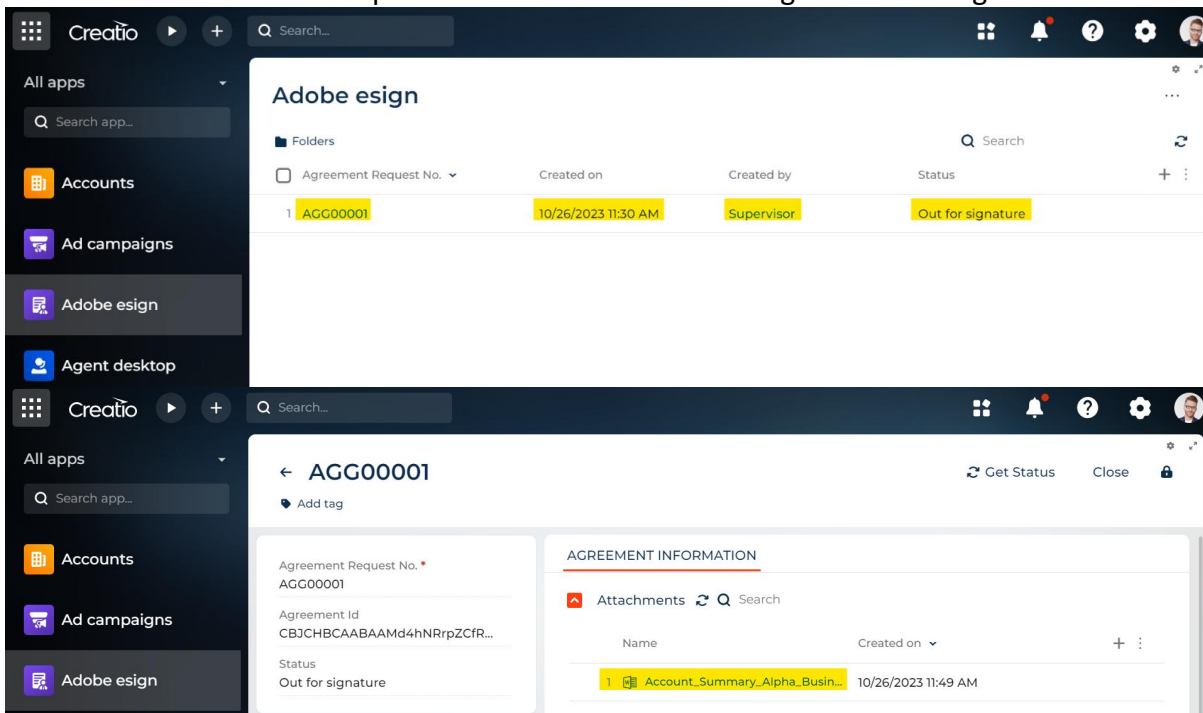 Creatio Search...
All apps
Search app...
Accounts
Ad campaigns
Adobe esign
Agent desktop
Adobe esign
Folders Search
Agreement Request No. Created on Created by Status
1 AGG00001 10/26/2023 11:30 AM Supervisor Out for signature
Creatio Search...
All apps
Search app...
Accounts
Ad campaigns
Adobe esign
AGG00001 Get Status Close
Add tag
Agreement Request No. *
AGG00001
Agreement Id
CBJCHBCAABAAMd4hNRrpZCfR...
Status
Out for signature
AGREEMENT INFORMATION
Attachments Search
Name Created on
1 Account_Summary_Alpha_Busin... 10/26/2023 11:49 AM